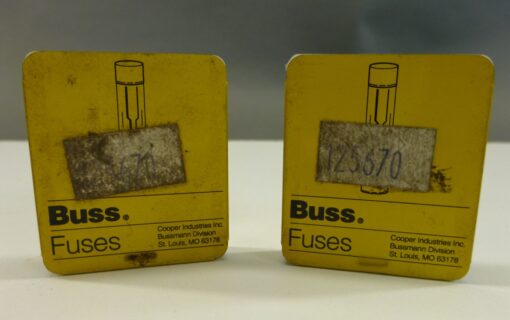 Buss®
Fuses
Cooper Industries Inc.
Bussmann Division
St. Louis, MO 63178
125670
Buss®
Fuses
Cooper Industries Inc.
Bussmann Division
St. Louis, MO 63178